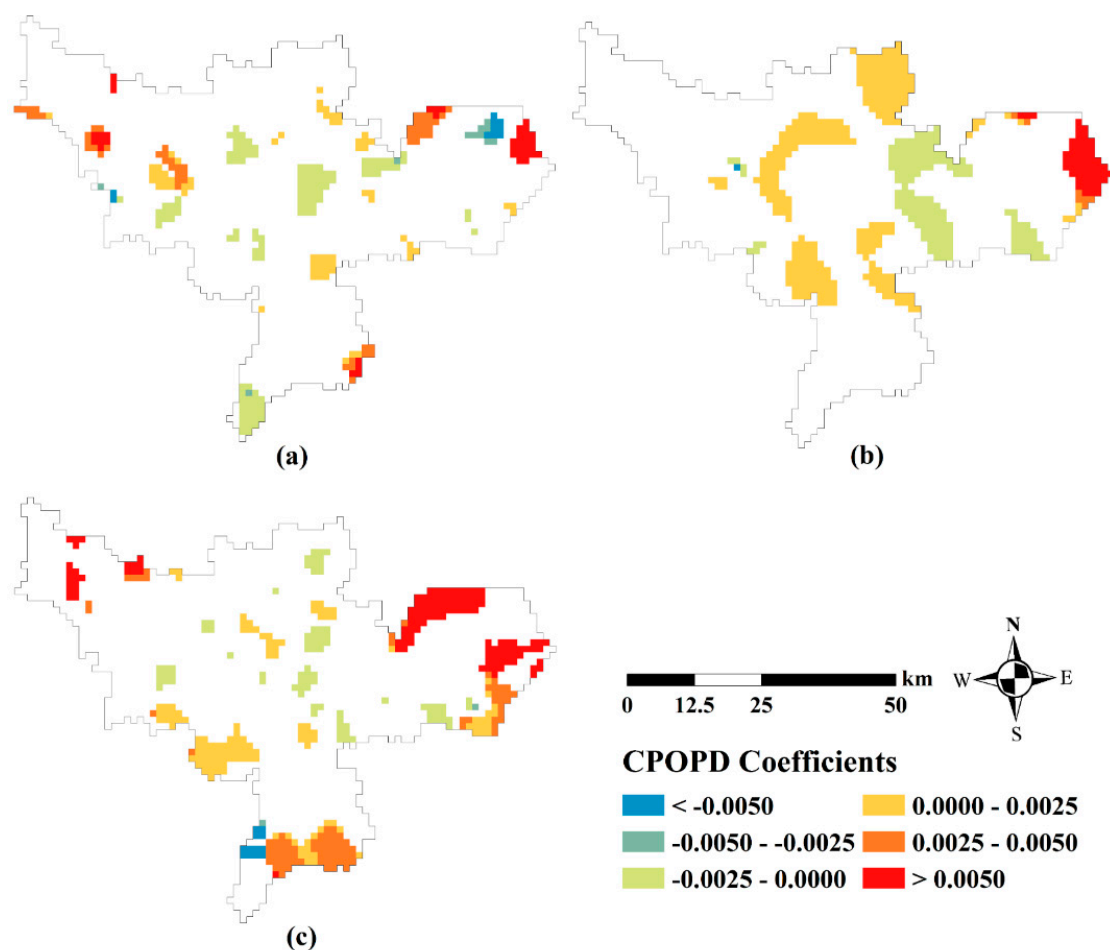 (a)
(b)
(c)
N
W E
S
km
0 12.5 25 50
CPOPD Coefficients
< -0.0050
0.0000 - 0.0025
-0.0050 - -0.0025
0.0025 - 0.0050
-0.0025 - 0.0000
> 0.0050